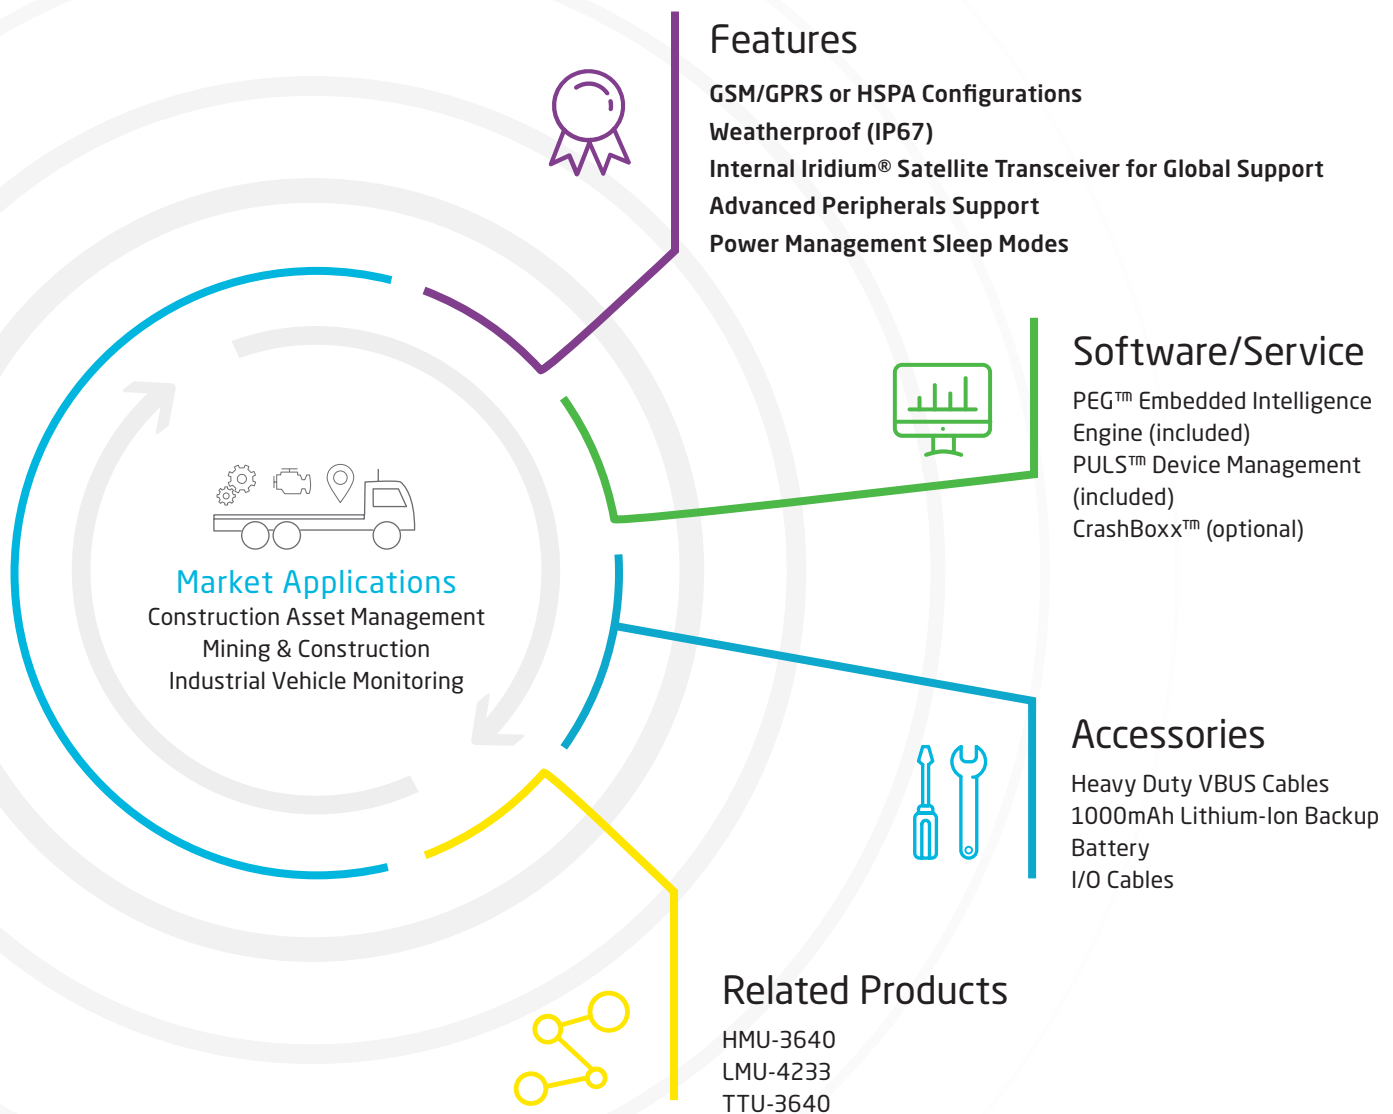 Features
GSM/GPRS or HSPA Configurations
Weatherproof (IP67)
Internal Iridium® Satellite Transceiver for Global Support
Advanced Peripherals Support
Power Management Sleep Modes
Software/Service
PEG™ Embedded Intelligence
Engine (included)
PULS™ Device Management
(included)
CrashBoxx™ (optional)
Market Applications
Construction Asset Management
Mining & Construction
Industrial Vehicle Monitoring
Accessories
Heavy Duty VBUS Cables
1000mAh Lithium-Ion Backup
Battery
I/O Cables
Related Products
HMU-3640
LMU-4233
TTU-3640